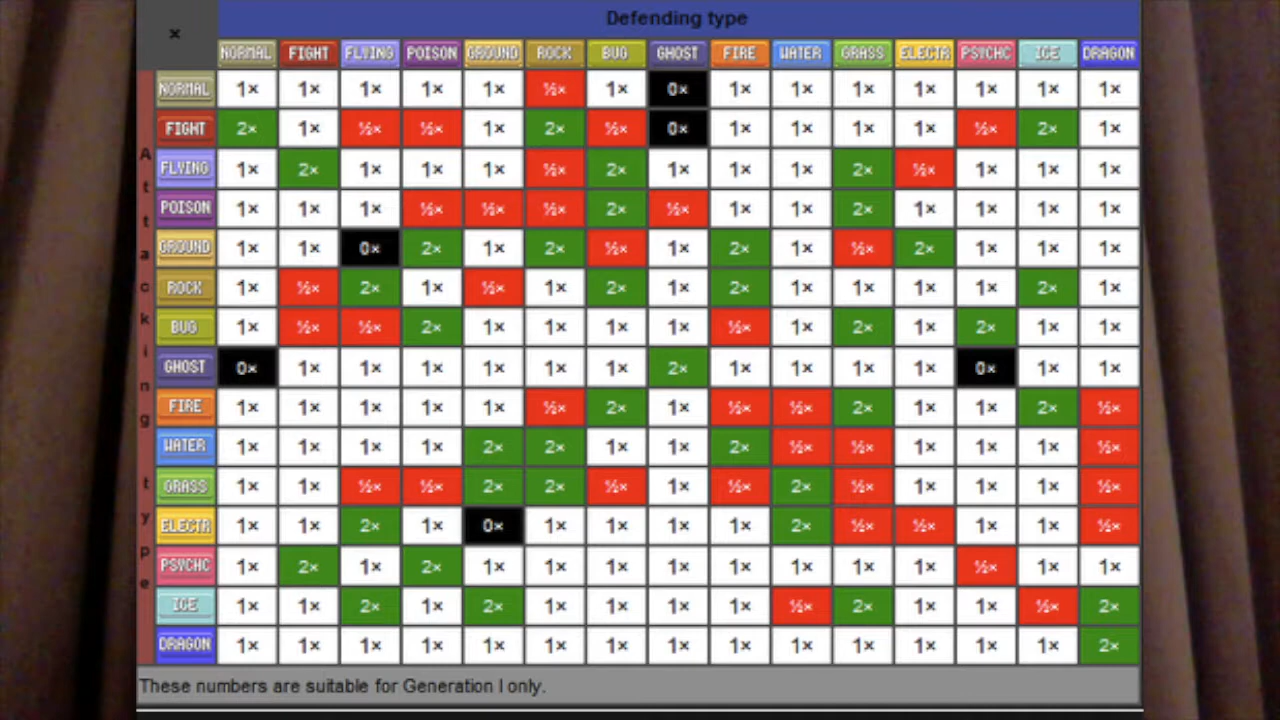 Defending type
×
NORMAL FIGHT FLYING POISON GROUND ROCK BUG GHOST FIRE WATER GRASS ELECTR PSYCHC ICE DRAGON
Attacking type
NORMAL 1× 1× 1× 1× 1× ½× 1× 0× 1× 1× 1× 1× 1× 1× 1×
FIGHT 2× 1× ½× ½× 1× 2× ½× 0× 1× 1× 1× 1× ½× 2× 1×
FLYING 1× 2× 1× 1× 1× ½× 2× 1× 1× 1× 2× ½× 1× 1× 1×
POISON 1× 1× 1× ½× ½× ½× 2× ½× 1× 1× 2× 1× 1× 1× 1×
GROUND 1× 1× 0× 2× 1× 2× ½× 1× 2× 1× ½× 2× 1× 1× 1×
ROCK 1× ½× 2× 1× ½× 1× 2× 1× 2× 1× 1× 1× 1× 2× 1×
BUG 1× ½× ½× 2× 1× 1× 1× 1× ½× 1× 2× 1× 2× 1× 1×
GHOST 0× 1× 1× 1× 1× 1× 1× 2× 1× 1× 1× 1× 0× 1× 1×
FIRE 1× 1× 1× 1× 1× ½× 2× 1× ½× ½× 2× 1× 1× 2× ½×
WATER 1× 1× 1× 1× 2× 2× 1× 1× 2× ½× ½× 1× 1× 1× ½×
GRASS 1× 1× ½× ½× 2× 2× ½× 1× ½× 2× ½× 1× 1× 1× ½×
ELECTR 1× 1× 2× 1× 0× 1× 1× 1× 1× 2× ½× ½× 1× 1× ½×
PSYCHC 1× 2× 1× 2× 1× 1× 1× 1× 1× 1× 1× 1× ½× 1× 1×
ICE 1× 1× 2× 1× 2× 1× 1× 1× 1× ½× 2× 1× 1× ½× 2×
DRAGON 1× 1× 1× 1× 1× 1× 1× 1× 1× 1× 1× 1× 1× 1× 2×
These numbers are suitable for Generation I only.